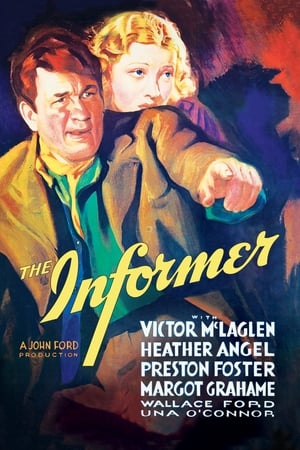 THE
Informer
A JOHN FORD
PRODUCTION
WITH
VICTOR McLAGLEN
HEATHER ANGEL
PRESTON FOSTER
MARGOT GRAHAME
WALLACE FORD
UNA O'CONNOR